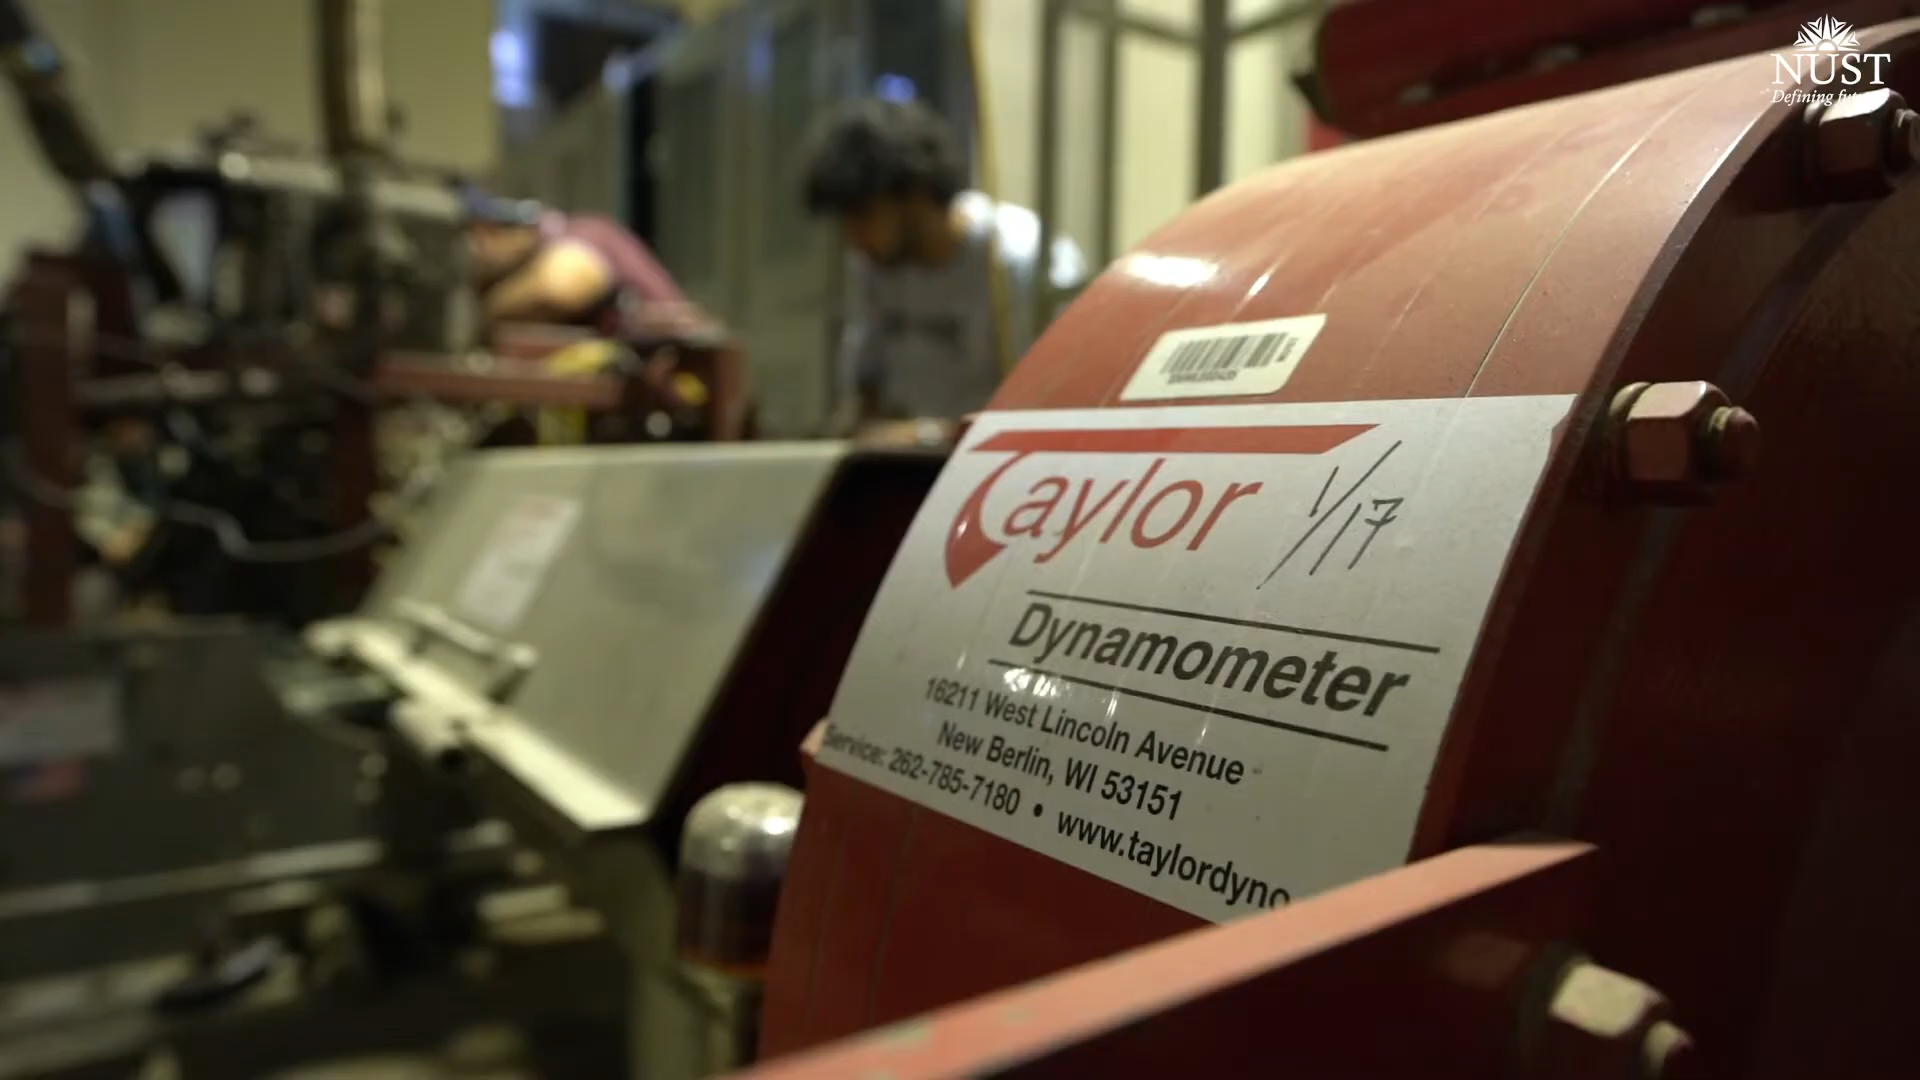 NUST
Defining
Taylor 1/17
Dynamometer
16211 West Lincoln Avenue
New Berlin, WI 53151
Service: 262-785-7180 • www.taylordyno